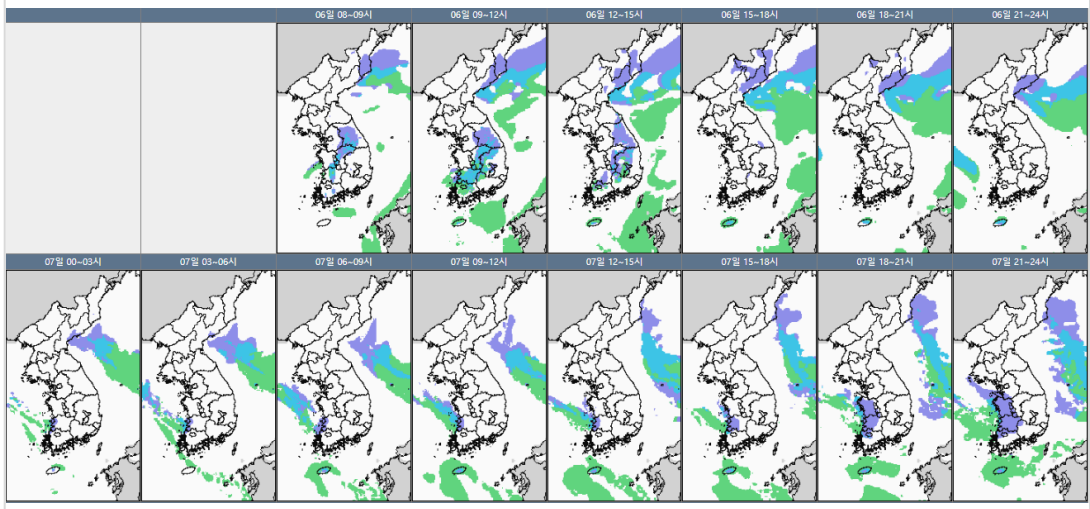 06일 08~09시
06일 09~12시
06일 12~15시
06일 15~18시
06일 18~21시
06일 21~24시
07일 00~03시
07일 03~06시
07일 06~09시
07일 09~12시
07일 12~15시
07일 15~18시
07일 18~21시
07일 21~24시